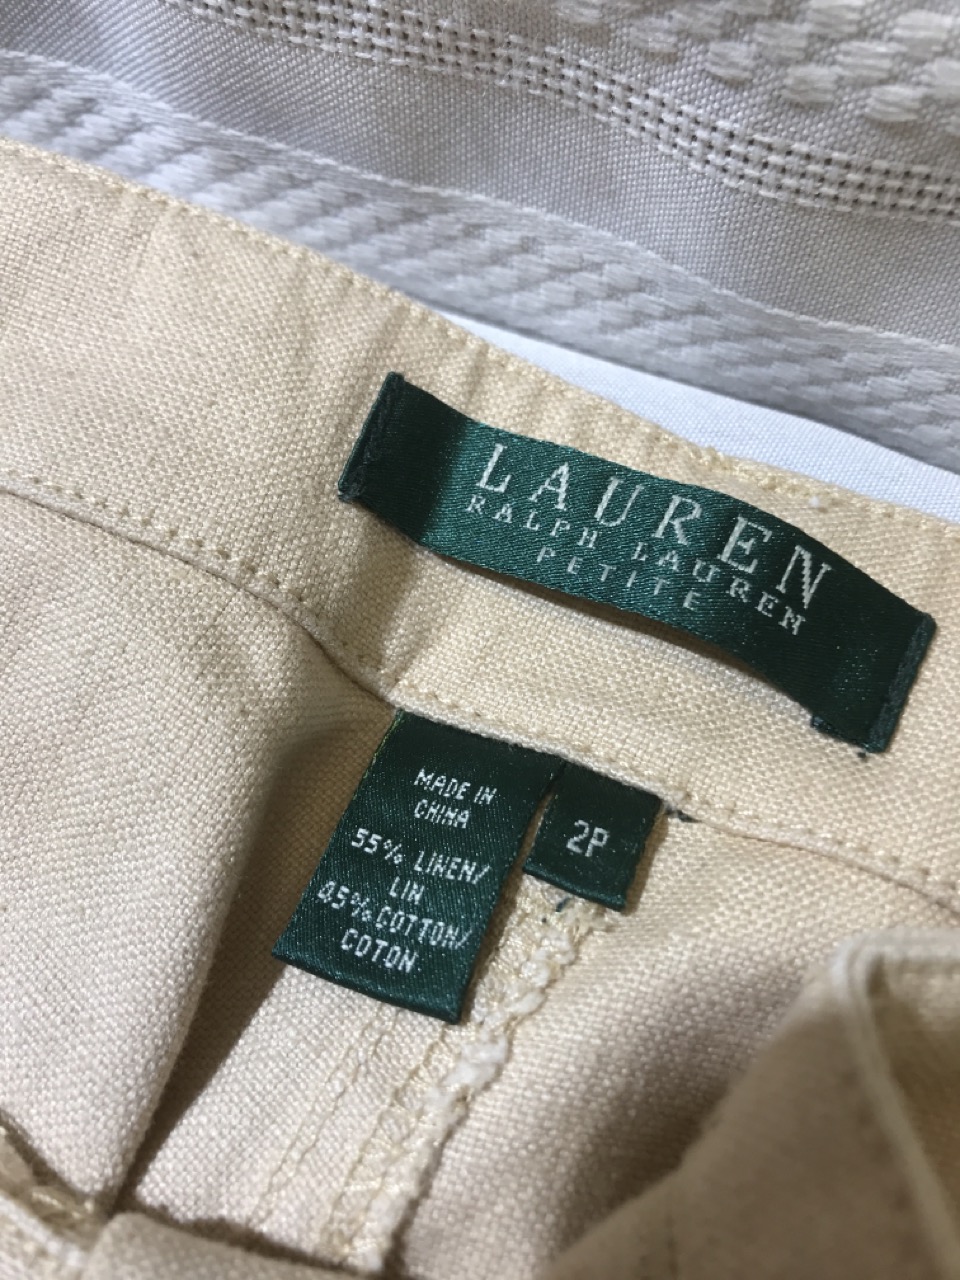 LAUREN
RALPH LAUREN
PETITE
MADE IN
CHINA
55% LINEN/
LIN
45% COTTON/
COTON
2P